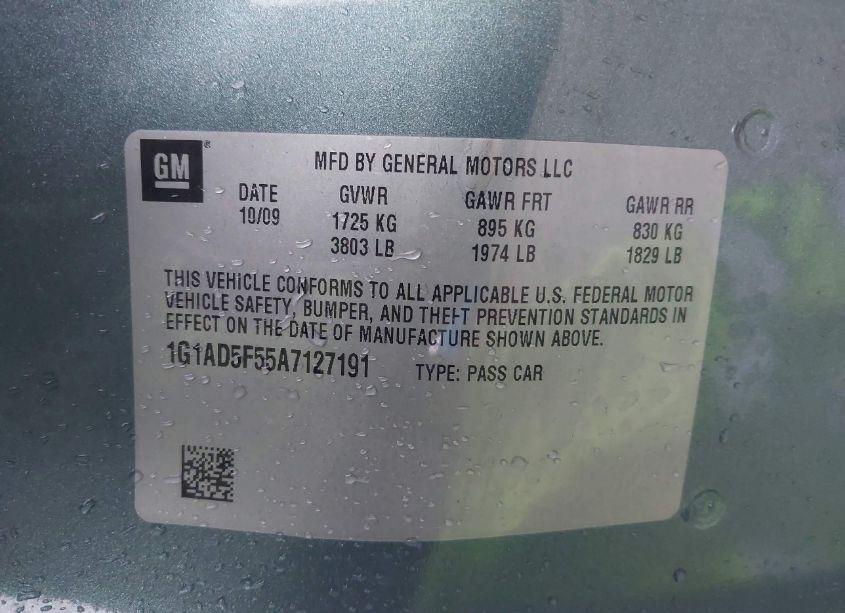 GM ®
MFD BY GENERAL MOTORS LLC
DATE GVWR GAWR FRT GAWR RR
10/09 1725 KG 895 KG 830 KG
3803 LB 1974 LB 1829 LB
THIS VEHICLE CONFORMS TO ALL APPLICABLE U.S. FEDERAL MOTOR
VEHICLE SAFETY, BUMPER, AND THEFT PREVENTION STANDARDS IN
EFFECT ON THE DATE OF MANUFACTURE SHOWN ABOVE.
1G1AD5F55A7127191 TYPE: PASS CAR